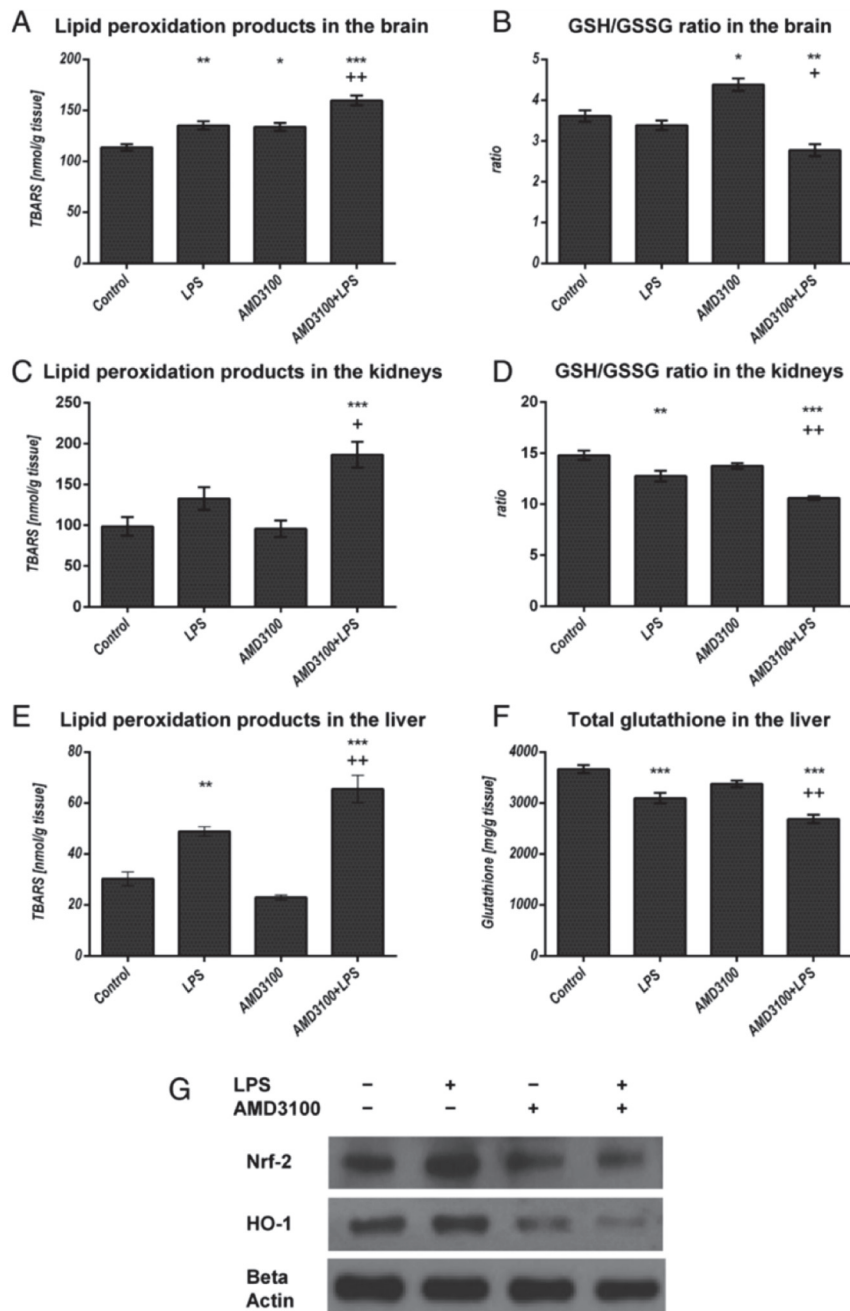 A Lipid peroxidation products in the brain
TBARS [nmol/g tissue]
200
150
100
50
0
** * ***
++
Control LPS AMD3100 AMD3100+LPS
B GSH/GSSG ratio in the brain
ratio
5
4
3
2
1
0
* **
+
Control LPS AMD3100 AMD3100+LPS
C Lipid peroxidation products in the kidneys
TBARS [nmol/g tissue]
250
200
150
100
50
0
***
+
Control LPS AMD3100 AMD3100+LPS
D GSH/GSSG ratio in the kidneys
ratio
20
15
10
5
0
** ***
++
Control LPS AMD3100 AMD3100+LPS
E Lipid peroxidation products in the liver
TBARS [nmol/g tissue]
80
60
40
20
0
** ***
++
Control LPS AMD3100 AMD3100+LPS
F Total glutathione in the liver
Glutathione [mg/g tissue]
4000
3000
2000
1000
0
*** ***
++
Control LPS AMD3100 AMD3100+LPS
G LPS - + - +
AMD3100 - - + +
Nrf-2
HO-1
Beta
Actin